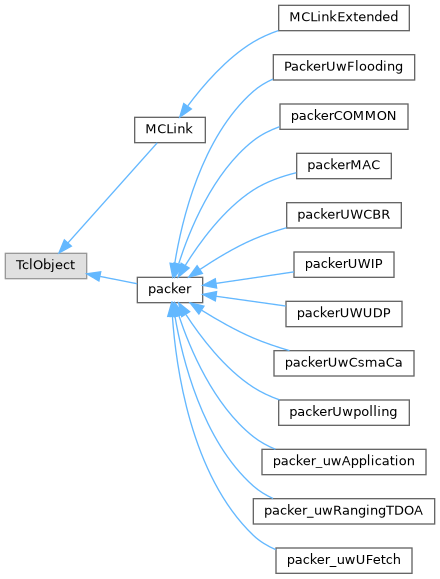 MCLinkExtended
PackerUwFlooding
packerCOMMON
MCLink
packerMAC
packerUWCBR
TclObject
packerUWIP
packer
packerUWUDP
packerUwCsmaCa
packerUwpolling
packer_uwApplication
packer_uwRangingTDOA
packer_uwUFetch